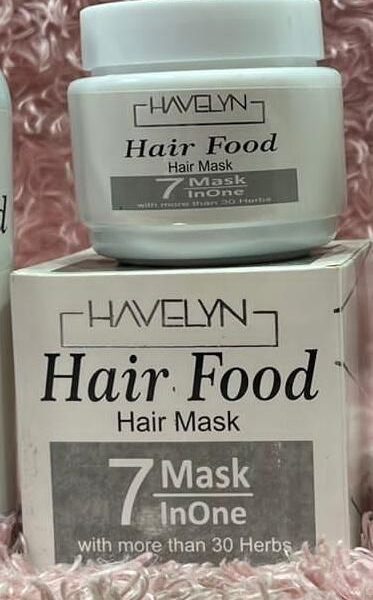 HAVELYN
Hair Food
Hair Mask
7 Mask
InOne
with more than 30 Herbs
HAVELYN
Hair Food
Hair Mask
7 Mask
InOne
with more than 30 Herbs
d